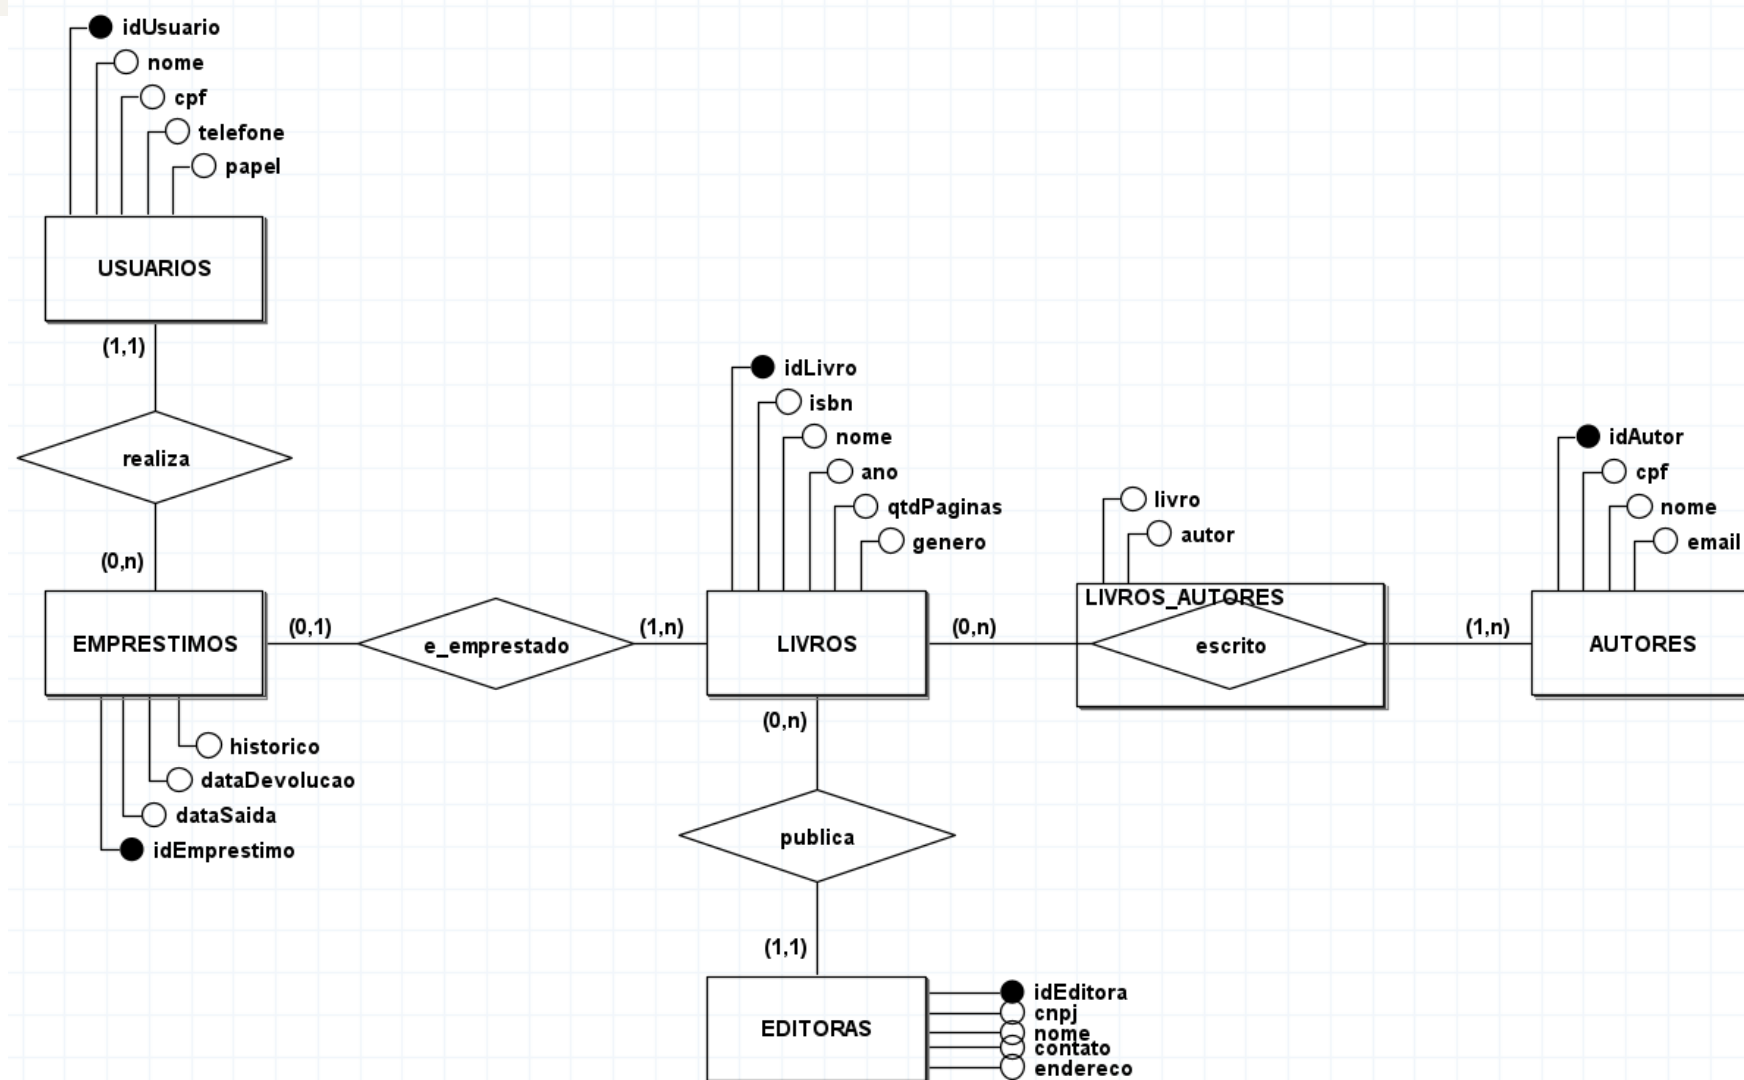 idUsuario
nome
cpf
telefone
papel
USUARIOS
(1,1)
realiza
(0,n)
EMPRESTIMOS
(0,1)
e_emprestado
(1,n)
historico
dataDevolucao
dataSaida
idEmprestimo
idLivro
isbn
nome
ano
qtdPaginas
genero
LIVROS
(0,n)
livro
autor
LIVROS_AUTORES
escrito
(1,n)
idAutor
cpf
nome
email
AUTORES
(0,n)
publica
(1,1)
EDITORAS
idEditora
cnpj
nome
contato
endereco